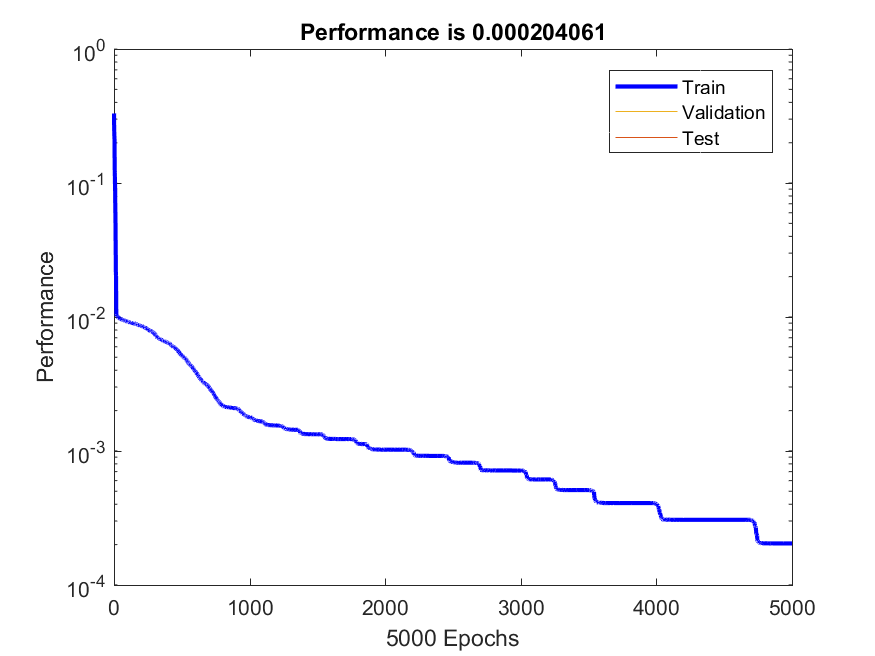 Performance is 0.000204061
10^0
10^-1
10^-2
10^-3
10^-4
Performance
Train
Validation
Test
0 1000 2000 3000 4000 5000
5000 Epochs